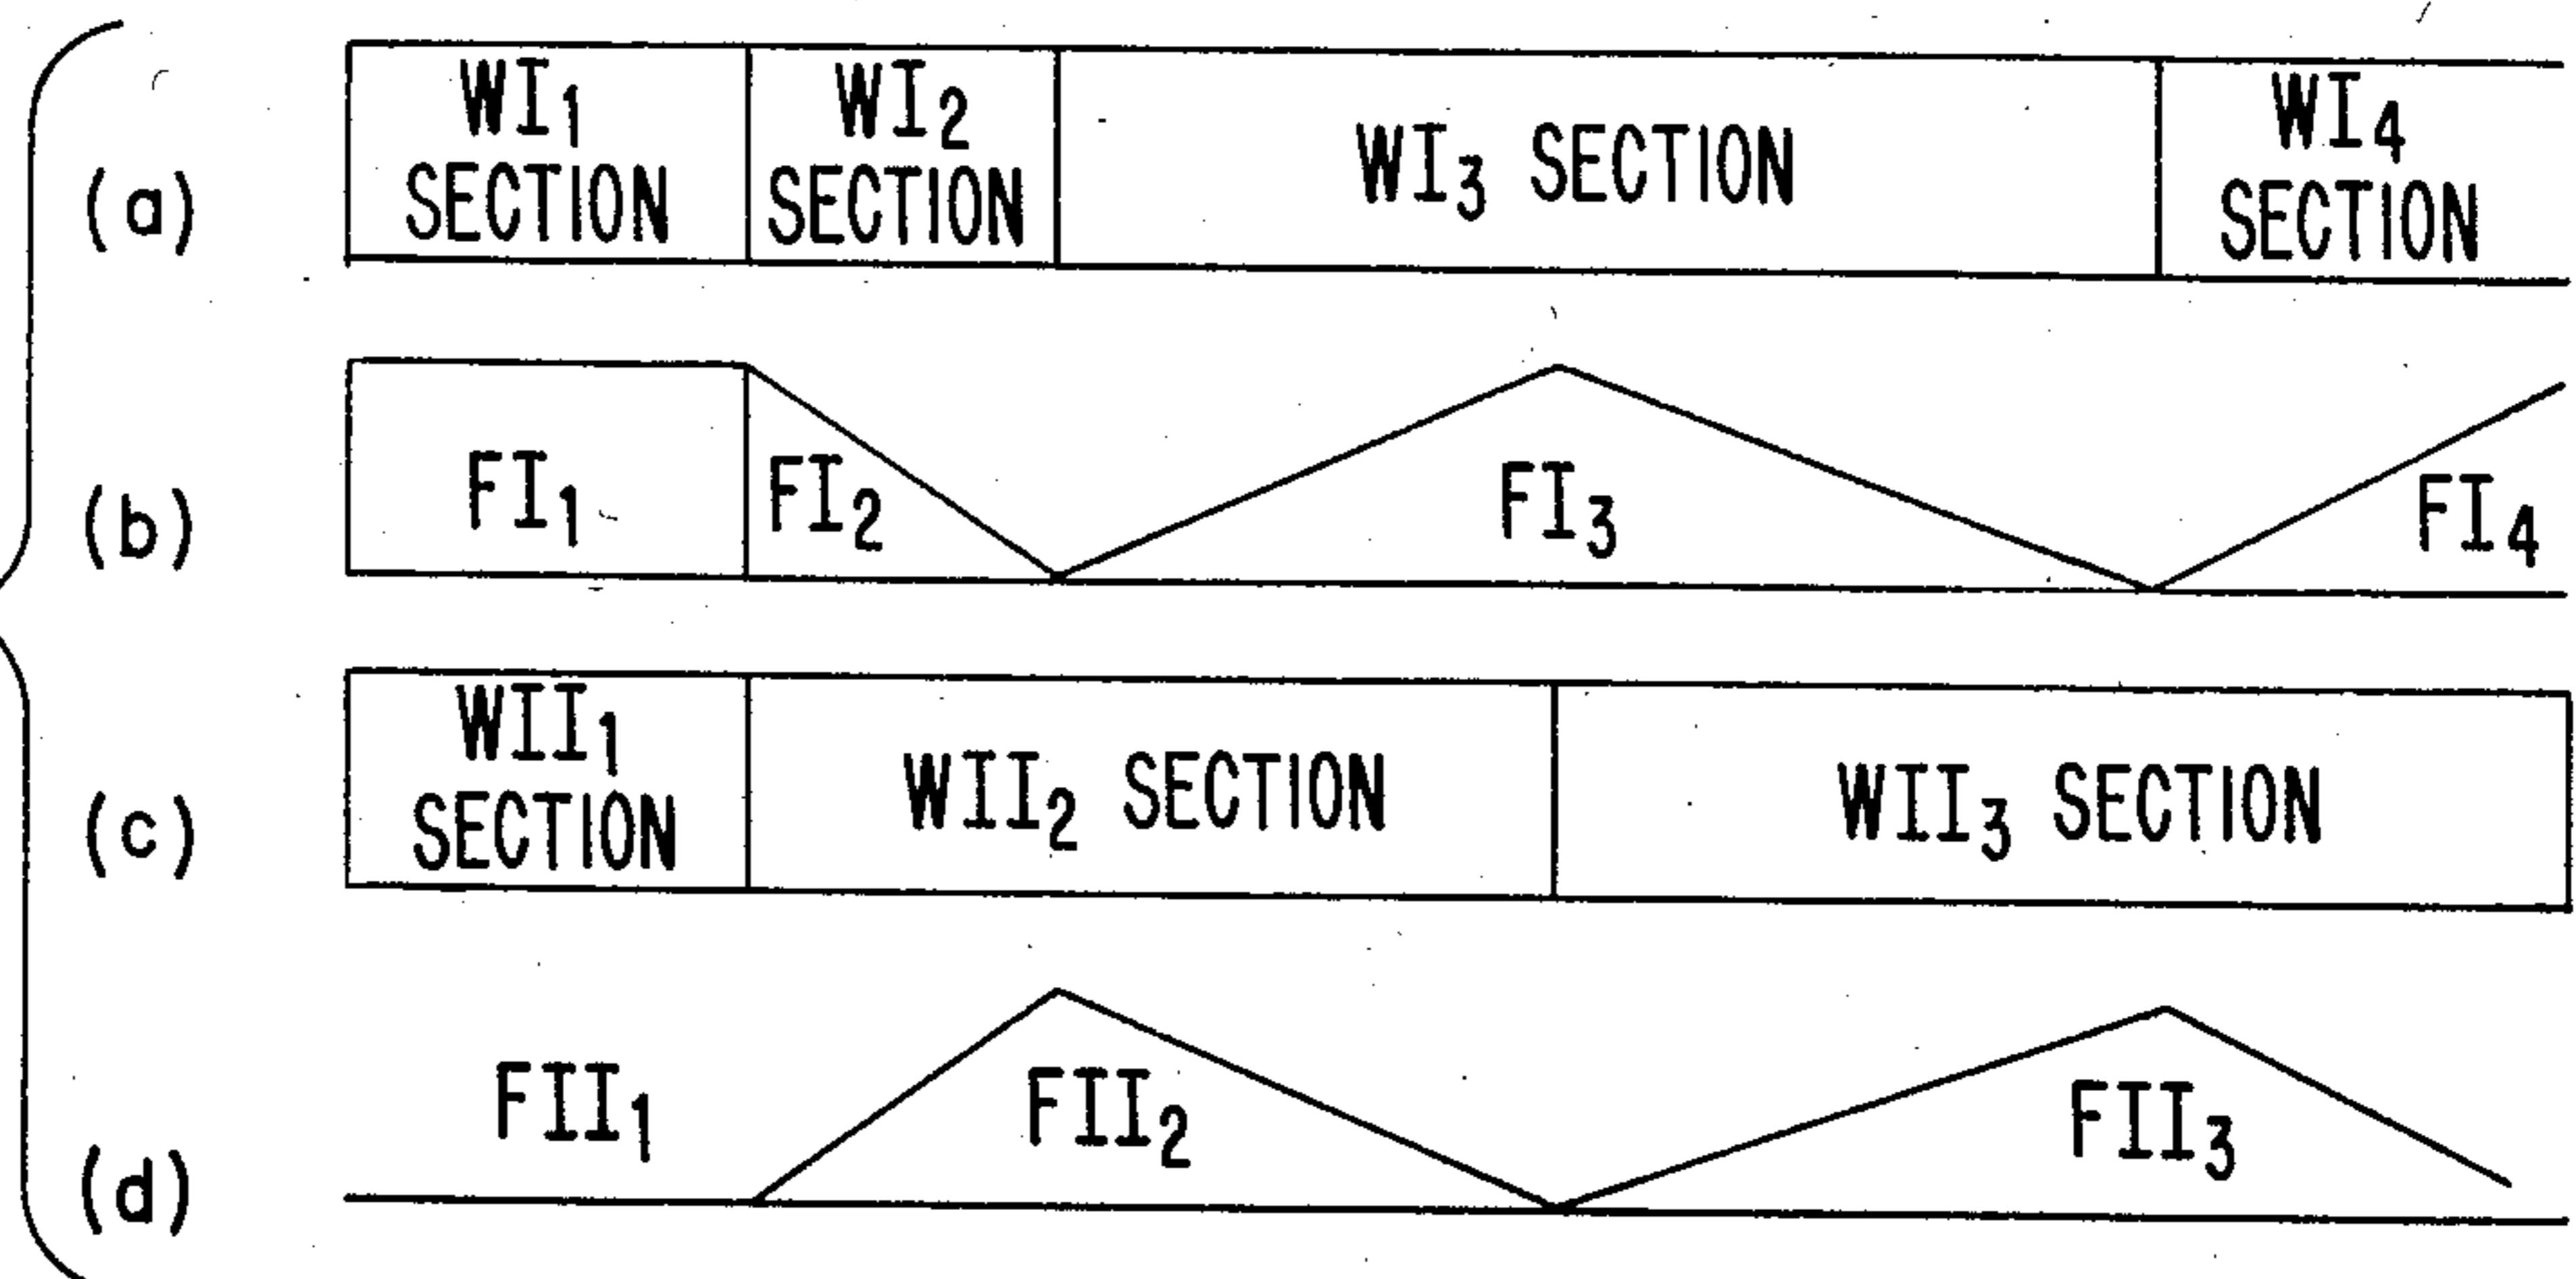 (a)
WI1
SECTION
WI2
SECTION
WI3 SECTION
WI4
SECTION
(b)
FI1
FI2
FI3
FI4
(c)
WII1
SECTION
WII2 SECTION
WII3 SECTION
(d)
FII1
FII2
FII3